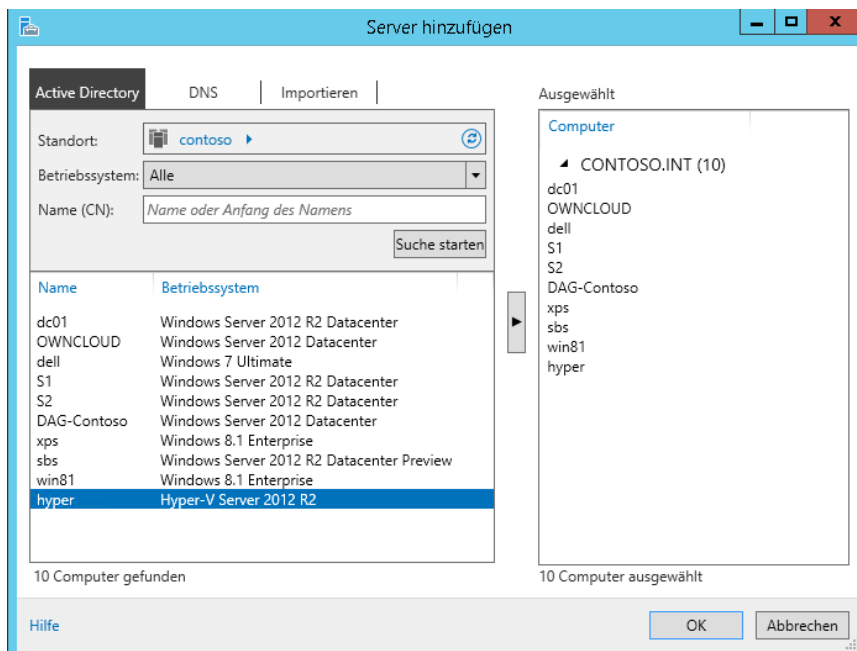 Server hinzufügen
Active Directory
DNS
Importieren
Standort:
contoso
Betriebssystem:
Alle
Name (CN):
Name oder Anfang des Namens
Suche starten
Name Betriebssystem
dc01 Windows Server 2012 R2 Datacenter
OWNCLOUD Windows Server 2012 Datacenter
dell Windows 7 Ultimate
S1 Windows Server 2012 R2 Datacenter
S2 Windows Server 2012 R2 Datacenter
DAG-Contoso Windows Server 2012 Datacenter
xps Windows 8.1 Enterprise
sbs Windows Server 2012 R2 Datacenter Preview
win81 Windows 8.1 Enterprise
hyper Hyper-V Server 2012 R2
10 Computer gefunden
Ausgewählt
Computer
CONTOSO.INT (10)
dc01
OWNCLOUD
dell
S1
S2
DAG-Contoso
xps
sbs
win81
hyper
10 Computer ausgewählt
Hilfe
OK
Abbrechen